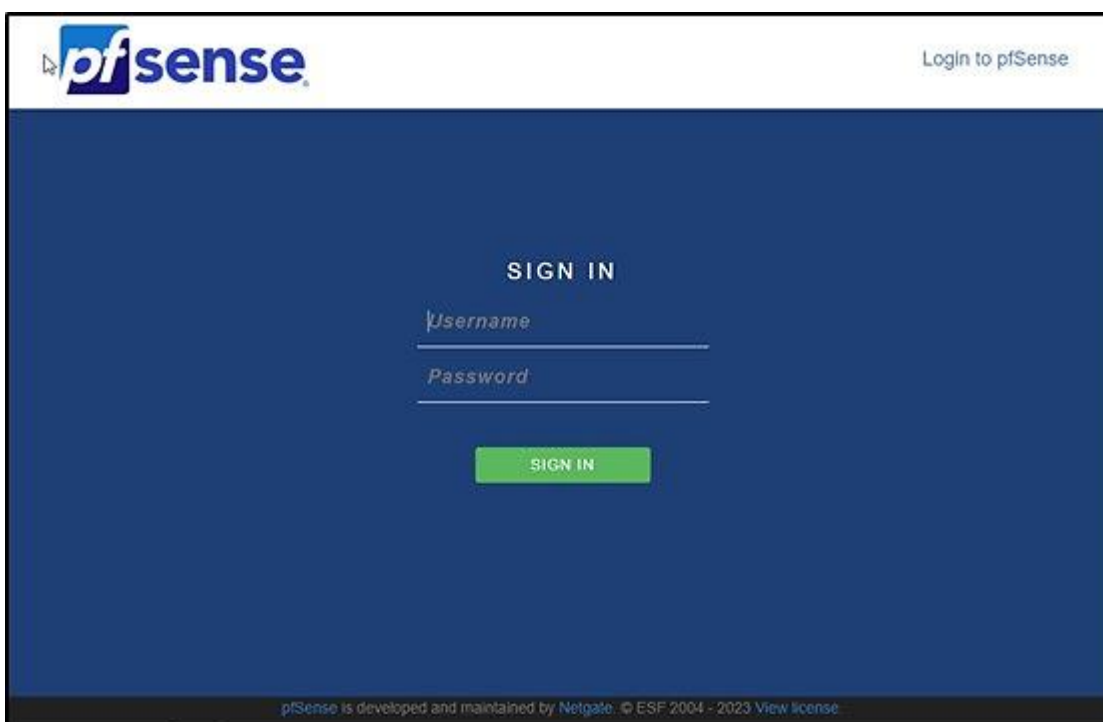 pfsense®
Login to pfSense
SIGN IN
Username
Password
SIGN IN
pfSense is developed and maintained by Netgate. © ESF 2004 - 2023 View license.